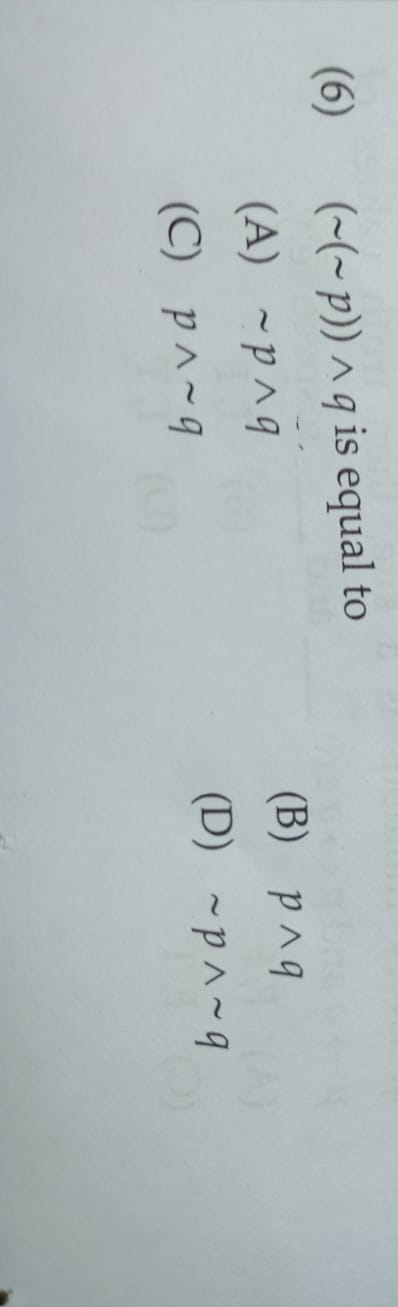 (6) (~(~p)) ∧ q is equal to
(A) ~p ∧ q (B) p ∧ q
(C) p ∧ ~q (D) ~p ∧ ~q